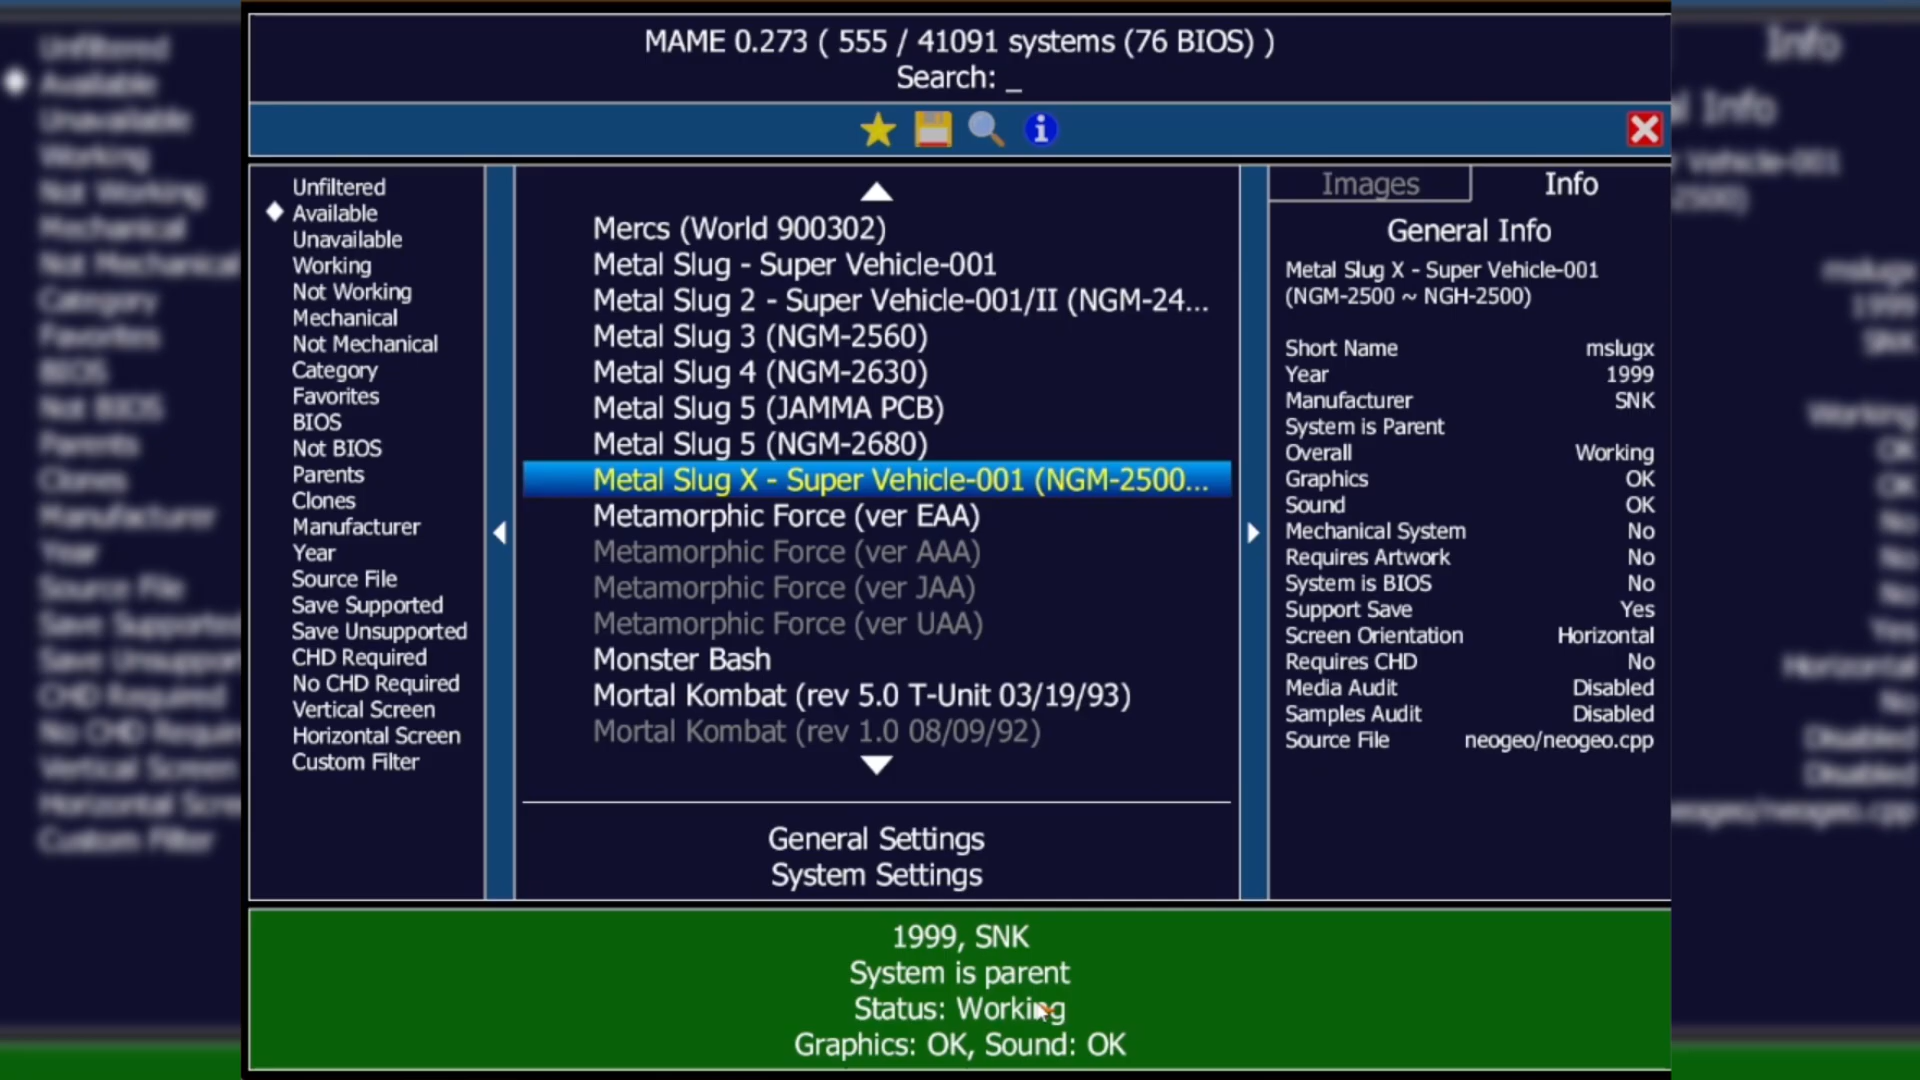 MAME 0.273 ( 555 / 41091 systems (76 BIOS) )
Search: _
Unfiltered
Available
Unavailable
Working
Not Working
Mechanical
Not Mechanical
Category
Favorites
BIOS
Not BIOS
Parents
Clones
Manufacturer
Year
Source File
Save Supported
Save Unsupported
CHD Required
No CHD Required
Vertical Screen
Horizontal Screen
Custom Filter
Mercs (World 900302)
Metal Slug - Super Vehicle-001
Metal Slug 2 - Super Vehicle-001/II (NGM-24...
Metal Slug 3 (NGM-2560)
Metal Slug 4 (NGM-2630)
Metal Slug 5 (JAMMA PCB)
Metal Slug 5 (NGM-2680)
Metal Slug X - Super Vehicle-001 (NGM-2500...
Metamorphic Force (ver EAA)
Metamorphic Force (ver AAA)
Metamorphic Force (ver JAA)
Metamorphic Force (ver UAA)
Monster Bash
Mortal Kombat (rev 5.0 T-Unit 03/19/93)
Mortal Kombat (rev 1.0 08/09/92)
General Settings
System Settings
Images Info
General Info
Metal Slug X - Super Vehicle-001
(NGM-2500 ~ NGH-2500)
Short Name mslugx
Year 1999
Manufacturer SNK
System is Parent
Overall Working
Graphics OK
Sound OK
Mechanical System No
Requires Artwork No
System is BIOS No
Support Save Yes
Screen Orientation Horizontal
Requires CHD No
Media Audit Disabled
Samples Audit Disabled
Source File neogeo/neogeo.cpp
1999, SNK
System is parent
Status: Working
Graphics: OK, Sound: OK